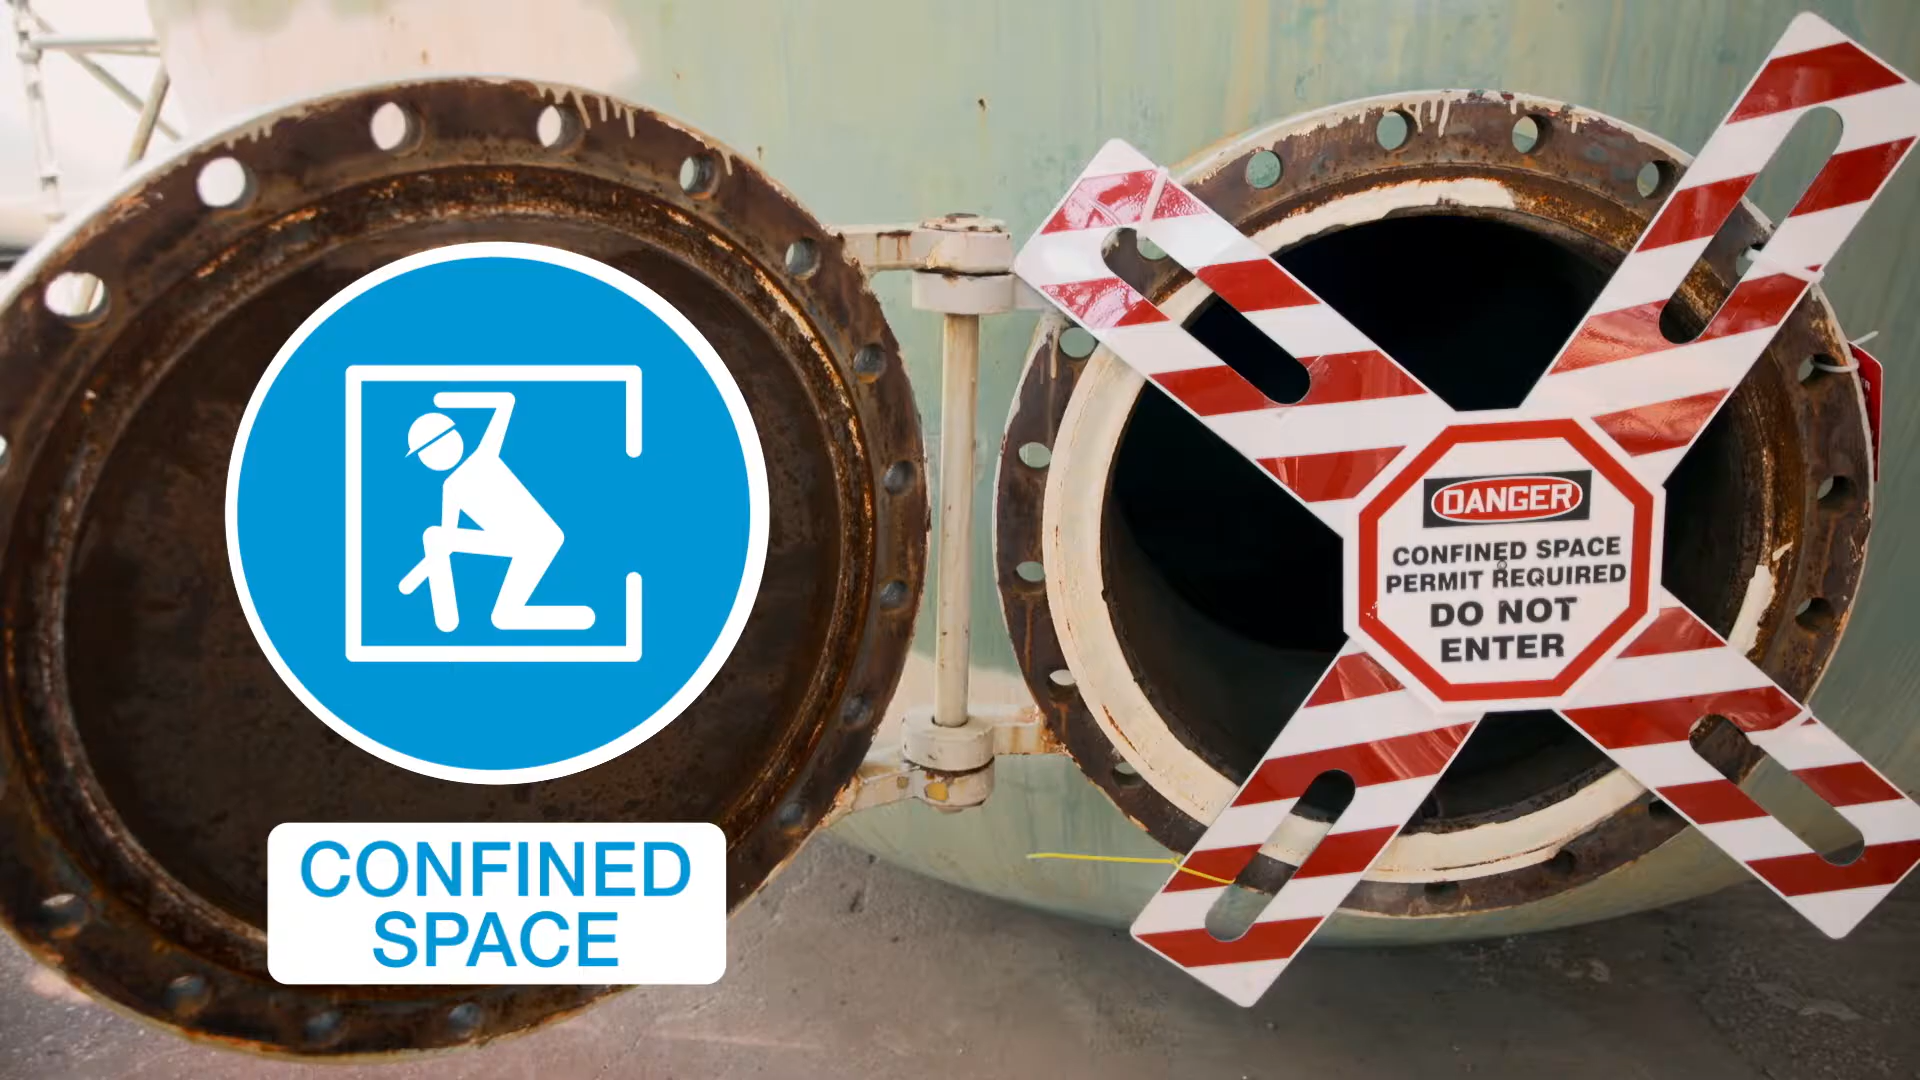 CONFINED
SPACE
DANGER
CONFINED SPACE
PERMIT REQUIRED
DO NOT
ENTER